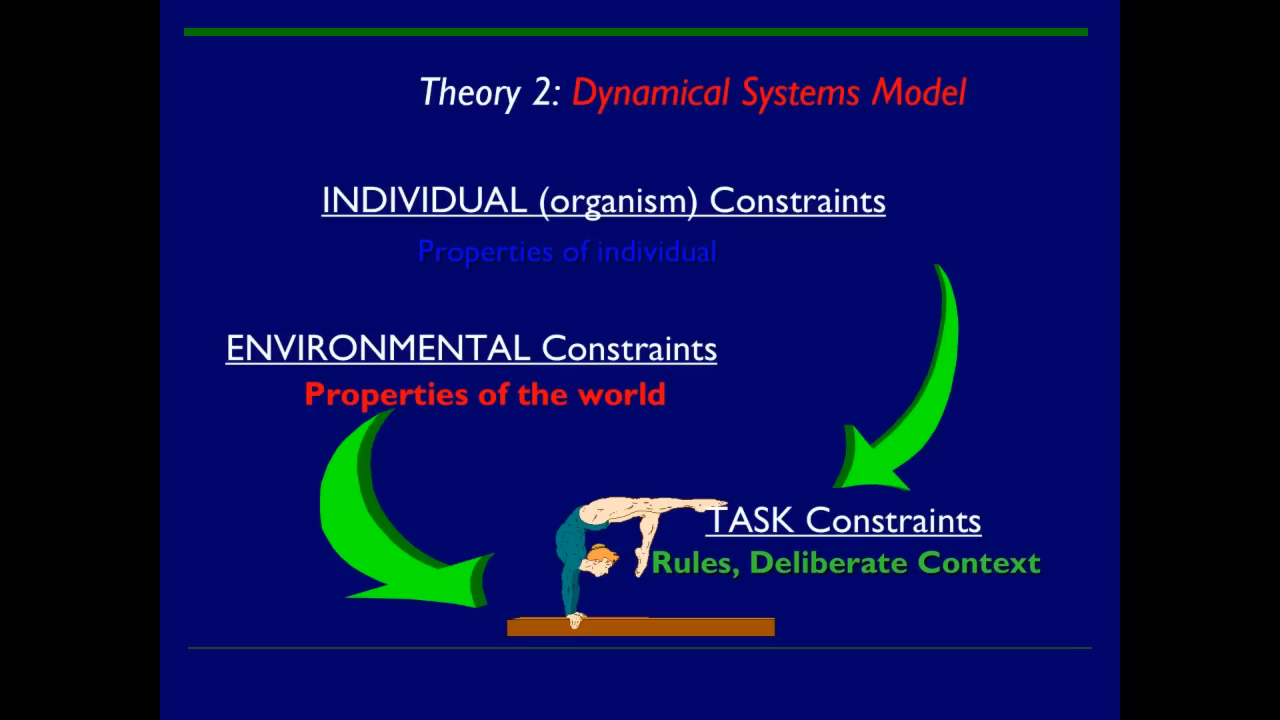 Theory 2: Dynamical Systems Model
INDIVIDUAL (organism) Constraints
Properties of individual
ENVIRONMENTAL Constraints
Properties of the world
TASK Constraints
Rules, Deliberate Context